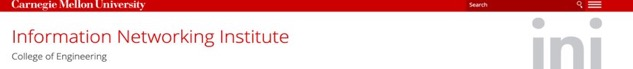 Carnegie Mellon University
Search
Information Networking Institute
College of Engineering
ini